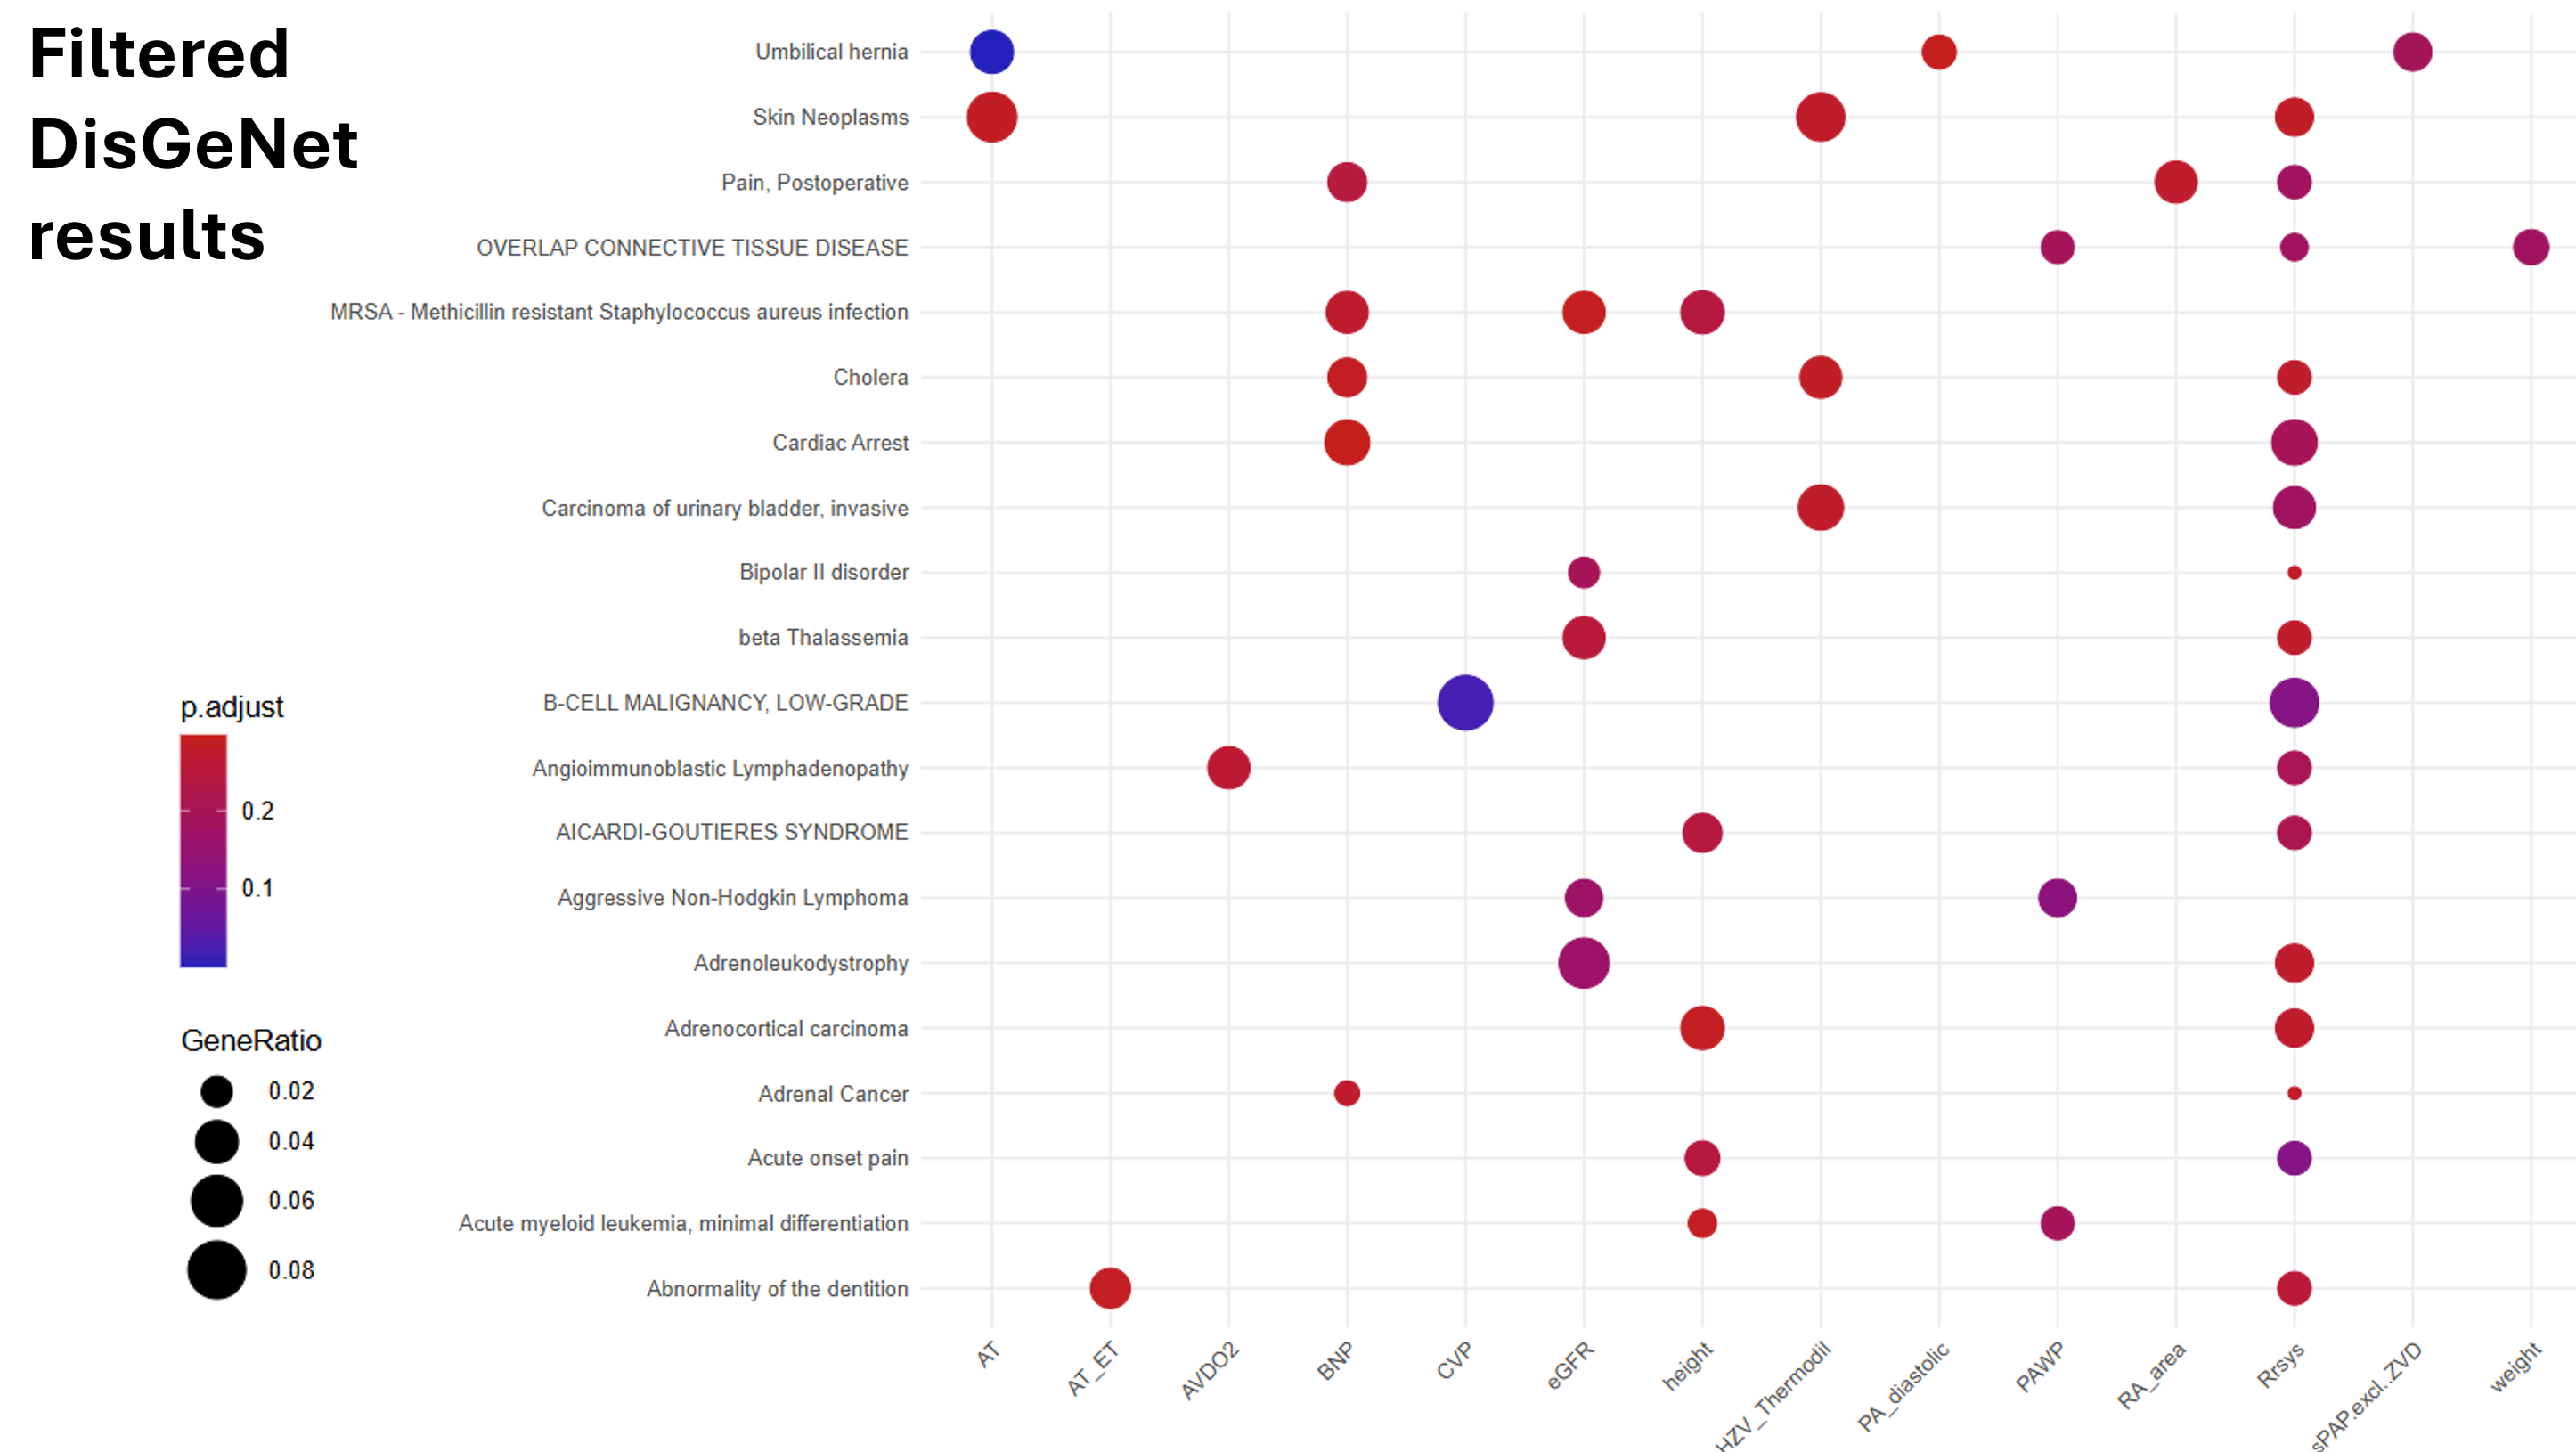 Filtered
DisGeNet
results
Umbilical hernia
Skin Neoplasms
Pain, Postoperative
OVERLAP CONNECTIVE TISSUE DISEASE
MRSA - Methicillin resistant Staphylococcus aureus infection
Cholera
Cardiac Arrest
Carcinoma of urinary bladder, invasive
Bipolar II disorder
beta Thalassemia
B-CELL MALIGNANCY, LOW-GRADE
Angioimmunoblastic Lymphadenopathy
AICARDI-GOUTIERES SYNDROME
Aggressive Non-Hodgkin Lymphoma
Adrenoleukodystrophy
Adrenocortical carcinoma
Adrenal Cancer
Acute onset pain
Acute myeloid leukemia, minimal differentiation
Abnormality of the dentition
p.adjust
0.2
0.1
GeneRatio
0.02
0.04
0.06
0.08
AT
AT_ET
AVDO2
BNP
CVP
eGFR
height
HZV_Thermodil
PA_diastolic
PAWP
RA_area
Rrsys
sPAP.excl..ZVD
weight